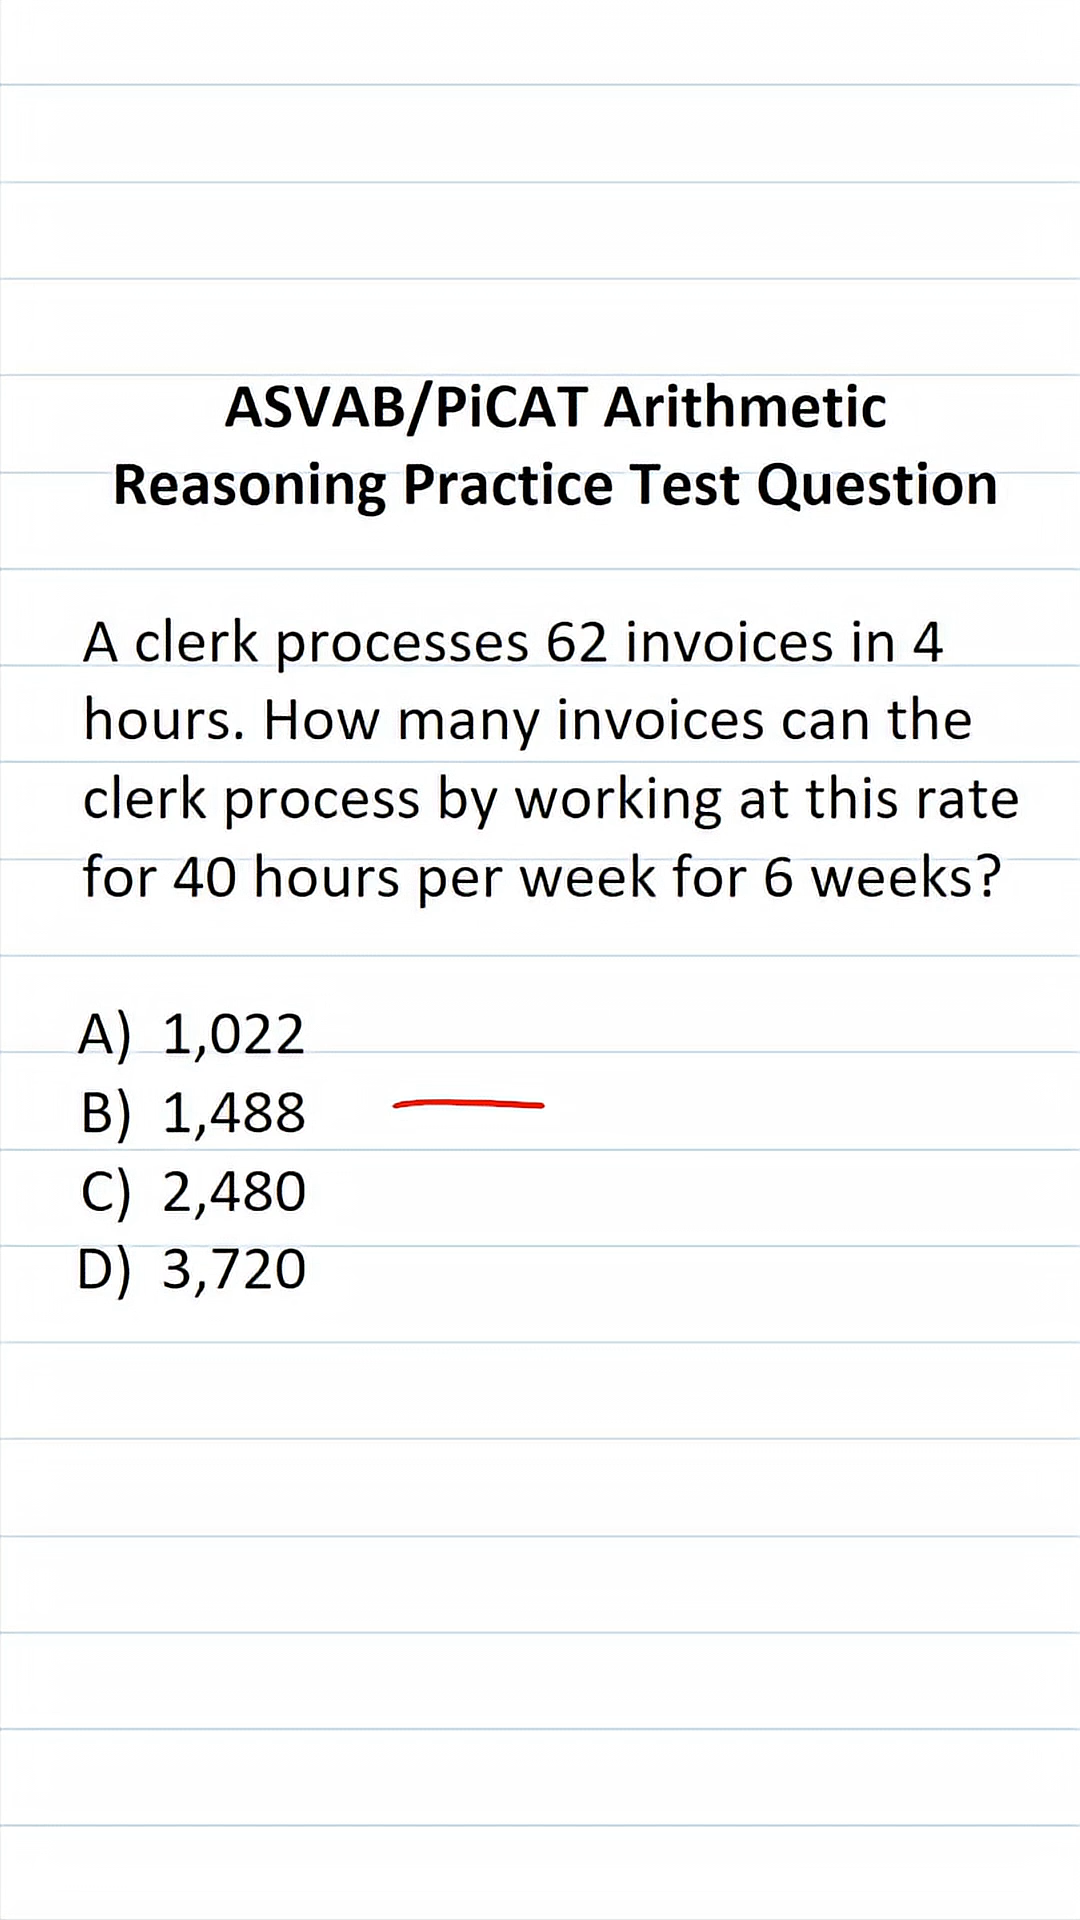 ASVAB/PiCAT Arithmetic
Reasoning Practice Test Question
A clerk processes 62 invoices in 4
hours. How many invoices can the
clerk process by working at this rate
for 40 hours per week for 6 weeks?
A) 1,022
B) 1,488
C) 2,480
D) 3,720